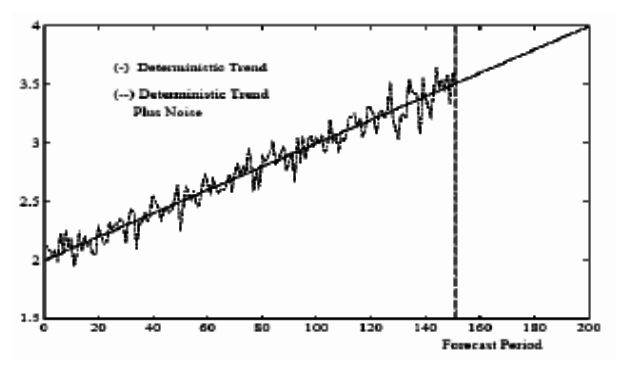 4
(-) Deterministic Trend
3.5
(--) Deterministic Trend
Plus Noise
3
2.5
2
1.5
0 20 40 60 80 100 120 140 160 180 200
Forecast Period